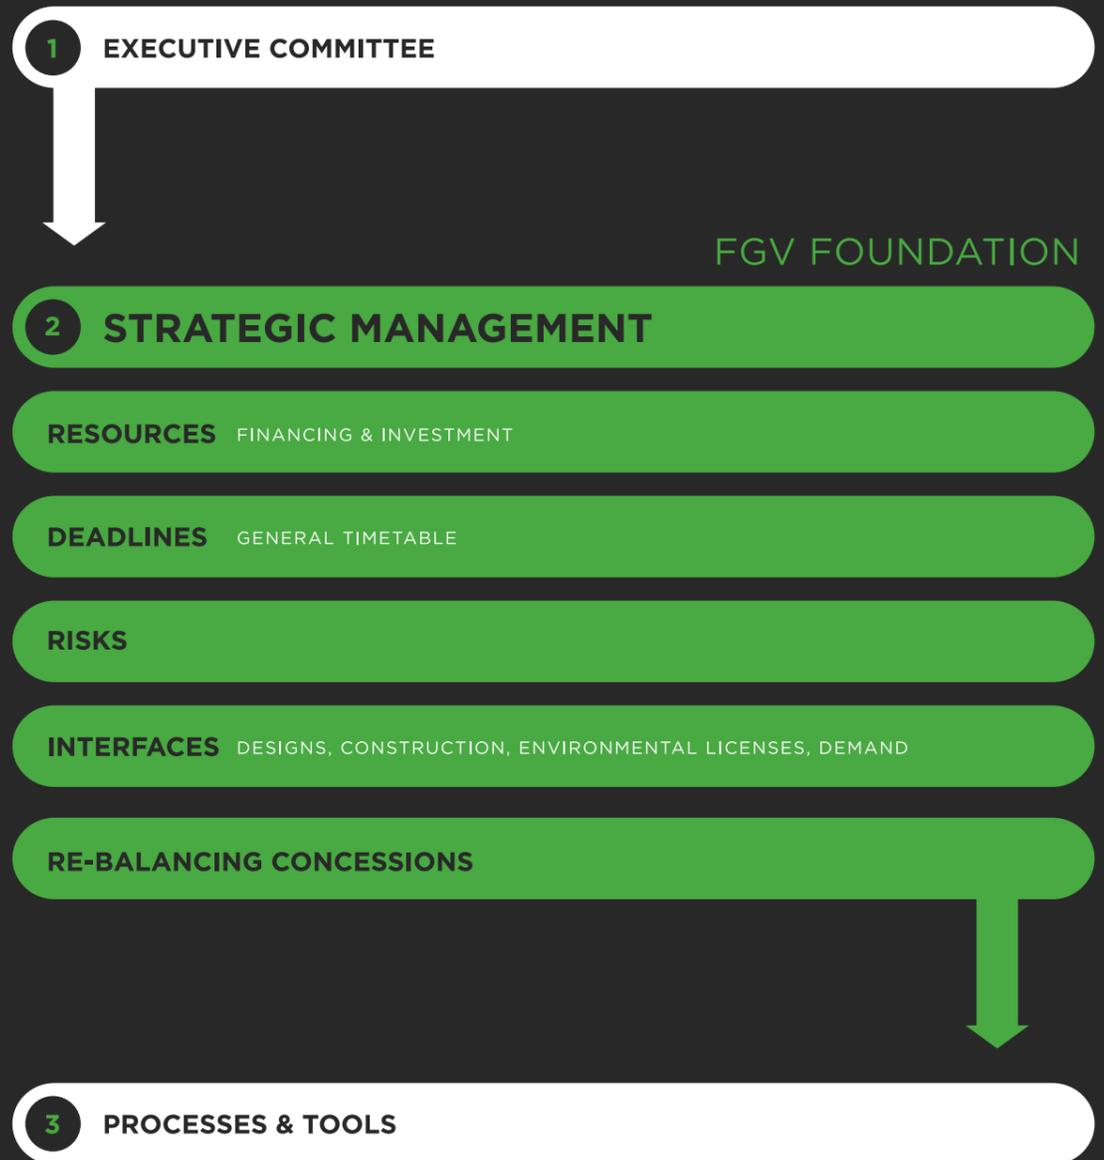 1 EXECUTIVE COMMITTEE
FGV FOUNDATION
2 STRATEGIC MANAGEMENT
RESOURCES FINANCING & INVESTMENT
DEADLINES GENERAL TIMETABLE
RISKS
INTERFACES DESIGNS, CONSTRUCTION, ENVIRONMENTAL LICENSES, DEMAND
RE-BALANCING CONCESSIONS
3 PROCESSES & TOOLS